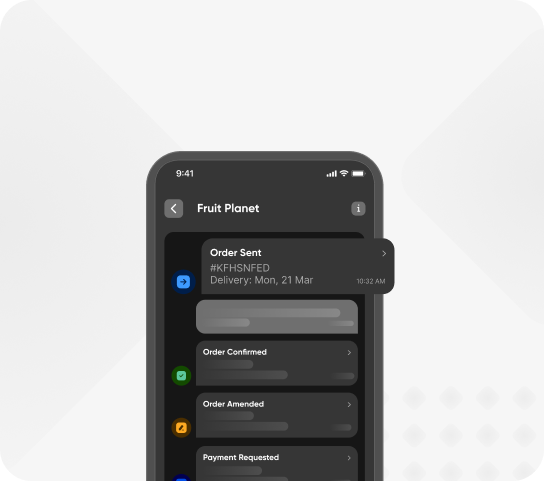 9:41
Fruit Planet
Order Sent
#KFHSNFED
Delivery: Mon, 21 Mar
10:32 AM
Order Confirmed
Order Amended
Payment Requested